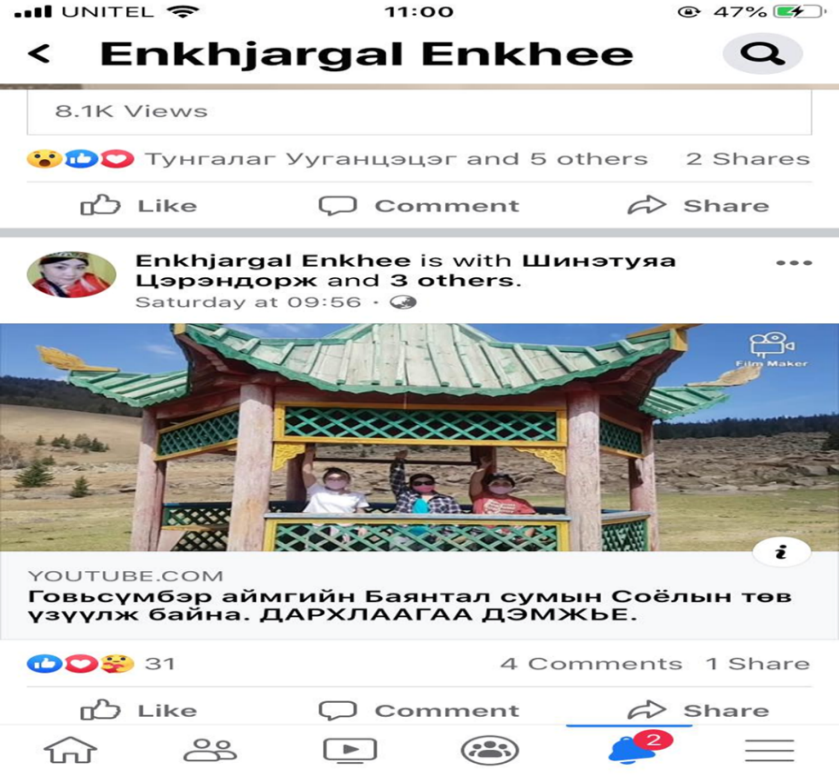 UNITEL 11:00 47%
Enkhjargal Enkhee
8.1K Views
Тунгалаг Ууганцэцэг and 5 others 2 Shares
Like Comment Share
Enkhjargal Enkhee is with Шинэтуяа
Цэрэндорж and 3 others.
Saturday at 09:56 ·
Film Maker
YOUTUBE.COM
Говьсүмбэр аймгийн Баянтал сумын Соёлын төв
үзүүлж байна. ДАРХЛААГАА ДЭМЖЬЕ.
31 4 Comments 1 Share
Like Comment Share
2